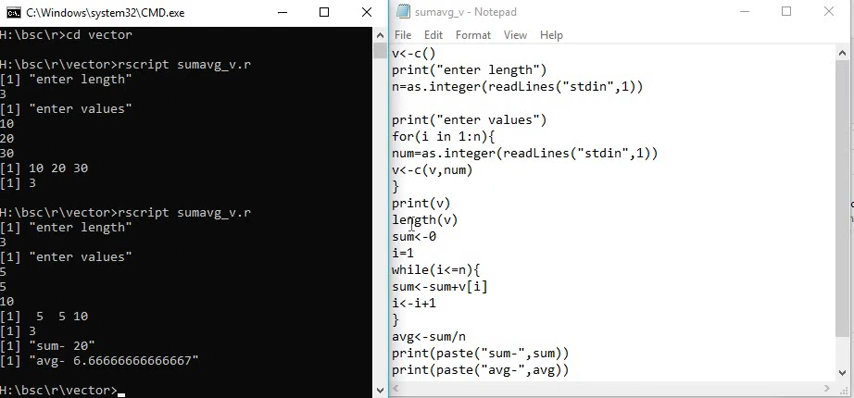 C:\Windows\system32\CMD.exe
H:\bsc\r>cd vector
H:\bsc\r\vector>rscript sumavg_v.r
[1] "enter length"
3
[1] "enter values"
10
20
30
[1] 10 20 30
[1] 3
H:\bsc\r\vector>rscript sumavg_v.r
[1] "enter length"
3
[1] "enter values"
5
5
10
[1]  5  5 10
[1] 3
[1] "sum- 20"
[1] "avg- 6.66666666666667"
H:\bsc\r\vector>
sumavg_v - Notepad
File Edit Format View Help
v<-c()
print("enter length")
n=as.integer(readLines("stdin",1))
print("enter values")
for(i in 1:n){
num=as.integer(readLines("stdin",1))
v<-c(v,num)
}
print(v)
length(v)
sum<-0
i=1
while(i<=n){
sum<-sum+v[i]
i<-i+1
}
avg<-sum/n
print(paste("sum-",sum))
print(paste("avg-",avg))